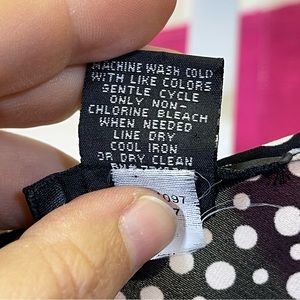 MACHINE WASH COLD
WITH LIKE COLORS
GENTLE CYCLE
ONLY NON-
CHLORINE BLEACH
WHEN NEEDED
LINE DRY
COOL IRON
OR DRY CLEAN
097